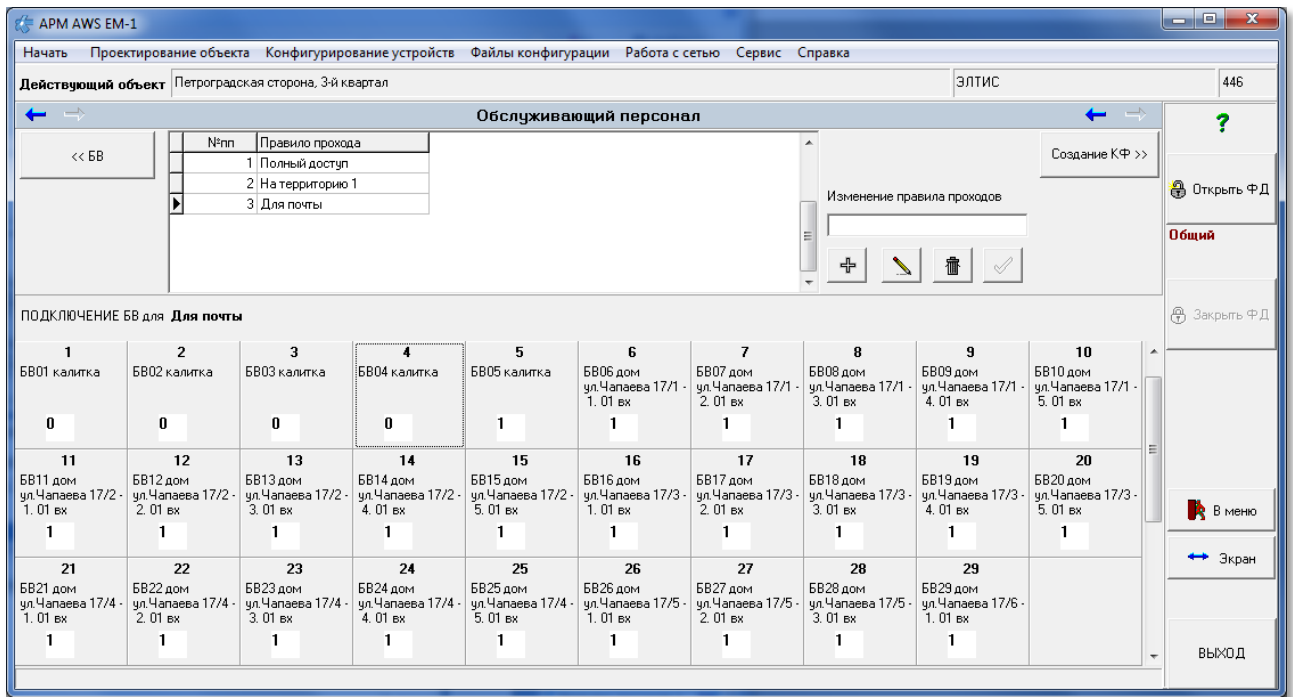 АРМ AWS EM-1
Начать Проектирование объекта Конфигурирование устройств Файлы конфигурации Работа с сетью Сервис Справка
Действующий объект Петроградская сторона, 3-й квартал ЭЛТИС 446
Обслуживающий персонал
?
<< БВ
№пп Правило прохода
1 Полный доступ
2 На территорию 1
3 Для почты
Создание КФ >>
Изменение правила проходов
Открыть ФД
Общий
Закрыть ФД
ПОДКЛЮЧЕНИЕ БВ для Для почты
1 2 3 4 5 6 7 8 9 10
БВ01 калитка БВ02 калитка БВ03 калитка БВ04 калитка БВ05 калитка БВ06 дом БВ07 дом БВ08 дом БВ09 дом БВ10 дом
ул.Чапаева 17/1 - ул.Чапаева 17/1 - ул.Чапаева 17/1 - ул.Чапаева 17/1 - ул.Чапаева 17/1 -
1. 01 вх 2. 01 вх 3. 01 вх 4. 01 вх 5. 01 вх
0 0 0 0 1 1 1 1 1 1
11 12 13 14 15 16 17 18 19 20
БВ11 дом БВ12 дом БВ13 дом БВ14 дом БВ15 дом БВ16 дом БВ17 дом БВ18 дом БВ19 дом БВ20 дом
ул.Чапаева 17/2 - ул.Чапаева 17/2 - ул.Чапаева 17/2 - ул.Чапаева 17/2 - ул.Чапаева 17/2 - ул.Чапаева 17/3 - ул.Чапаева 17/3 - ул.Чапаева 17/3 - ул.Чапаева 17/3 - ул.Чапаева 17/3 -
1. 01 вх 2. 01 вх 3. 01 вх 4. 01 вх 5. 01 вх 1. 01 вх 2. 01 вх 3. 01 вх 4. 01 вх 5. 01 вх
1 1 1 1 1 1 1 1 1 1
21 22 23 24 25 26 27 28 29
БВ21 дом БВ22 дом БВ23 дом БВ24 дом БВ25 дом БВ26 дом БВ27 дом БВ28 дом БВ29 дом
ул.Чапаева 17/4 - ул.Чапаева 17/4 - ул.Чапаева 17/4 - ул.Чапаева 17/4 - ул.Чапаева 17/4 - ул.Чапаева 17/5 - ул.Чапаева 17/5 - ул.Чапаева 17/5 - ул.Чапаева 17/6 -
1. 01 вх 2. 01 вх 3. 01 вх 4. 01 вх 5. 01 вх 1. 01 вх 2. 01 вх 3. 01 вх 1. 01 вх
1 1 1 1 1 1 1 1 1
В меню
Экран
ВЫХОД